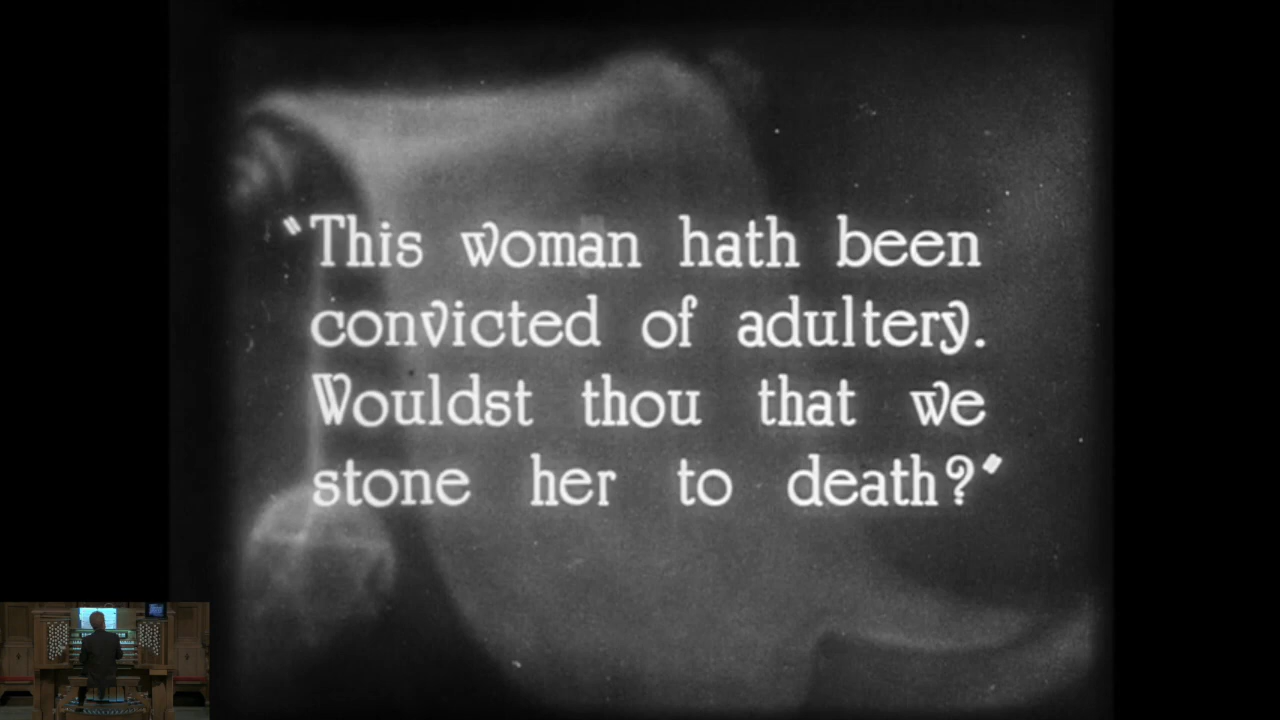 "This woman hath been
convicted of adultery.
Wouldst thou that we
stone her to death?"